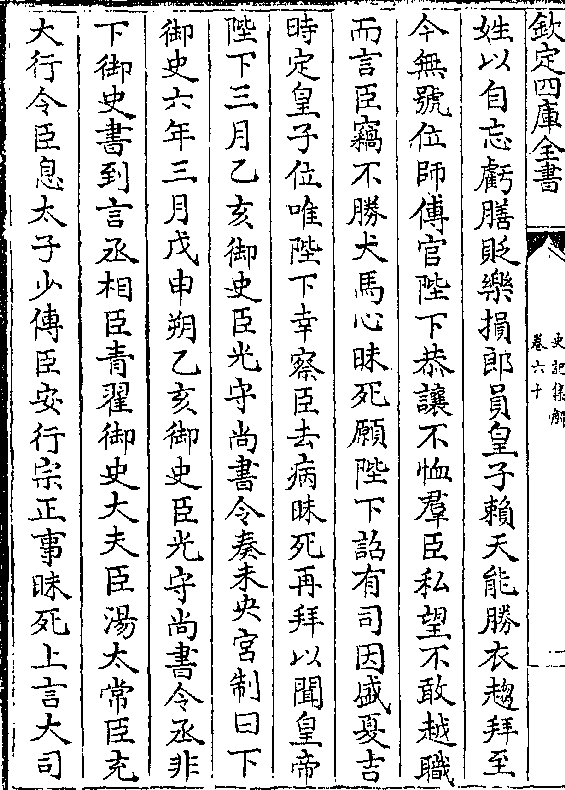 欽定四庫全書
史記集解
卷六十
一
姓以自忘虧膳貶樂損郎員皇子賴天能勝衣趨拜至
今無號位師傅官陛下恭讓不恤羣臣私望不敢越職
而言臣竊不勝犬馬心昧死願陛下詔有司因盛夏吉
時定皇子位唯陛下幸察臣去病昧死再拜以聞皇帝
陛下三月乙亥御史臣光守尚書令奏未央宮制曰下
御史六年三月戊申朔乙亥御史臣光守尚書令丞非
下御史書到言丞相臣青翟御史大夫臣湯太常臣充
大行令臣息太子少傅臣安行宗正事昧死上言大司